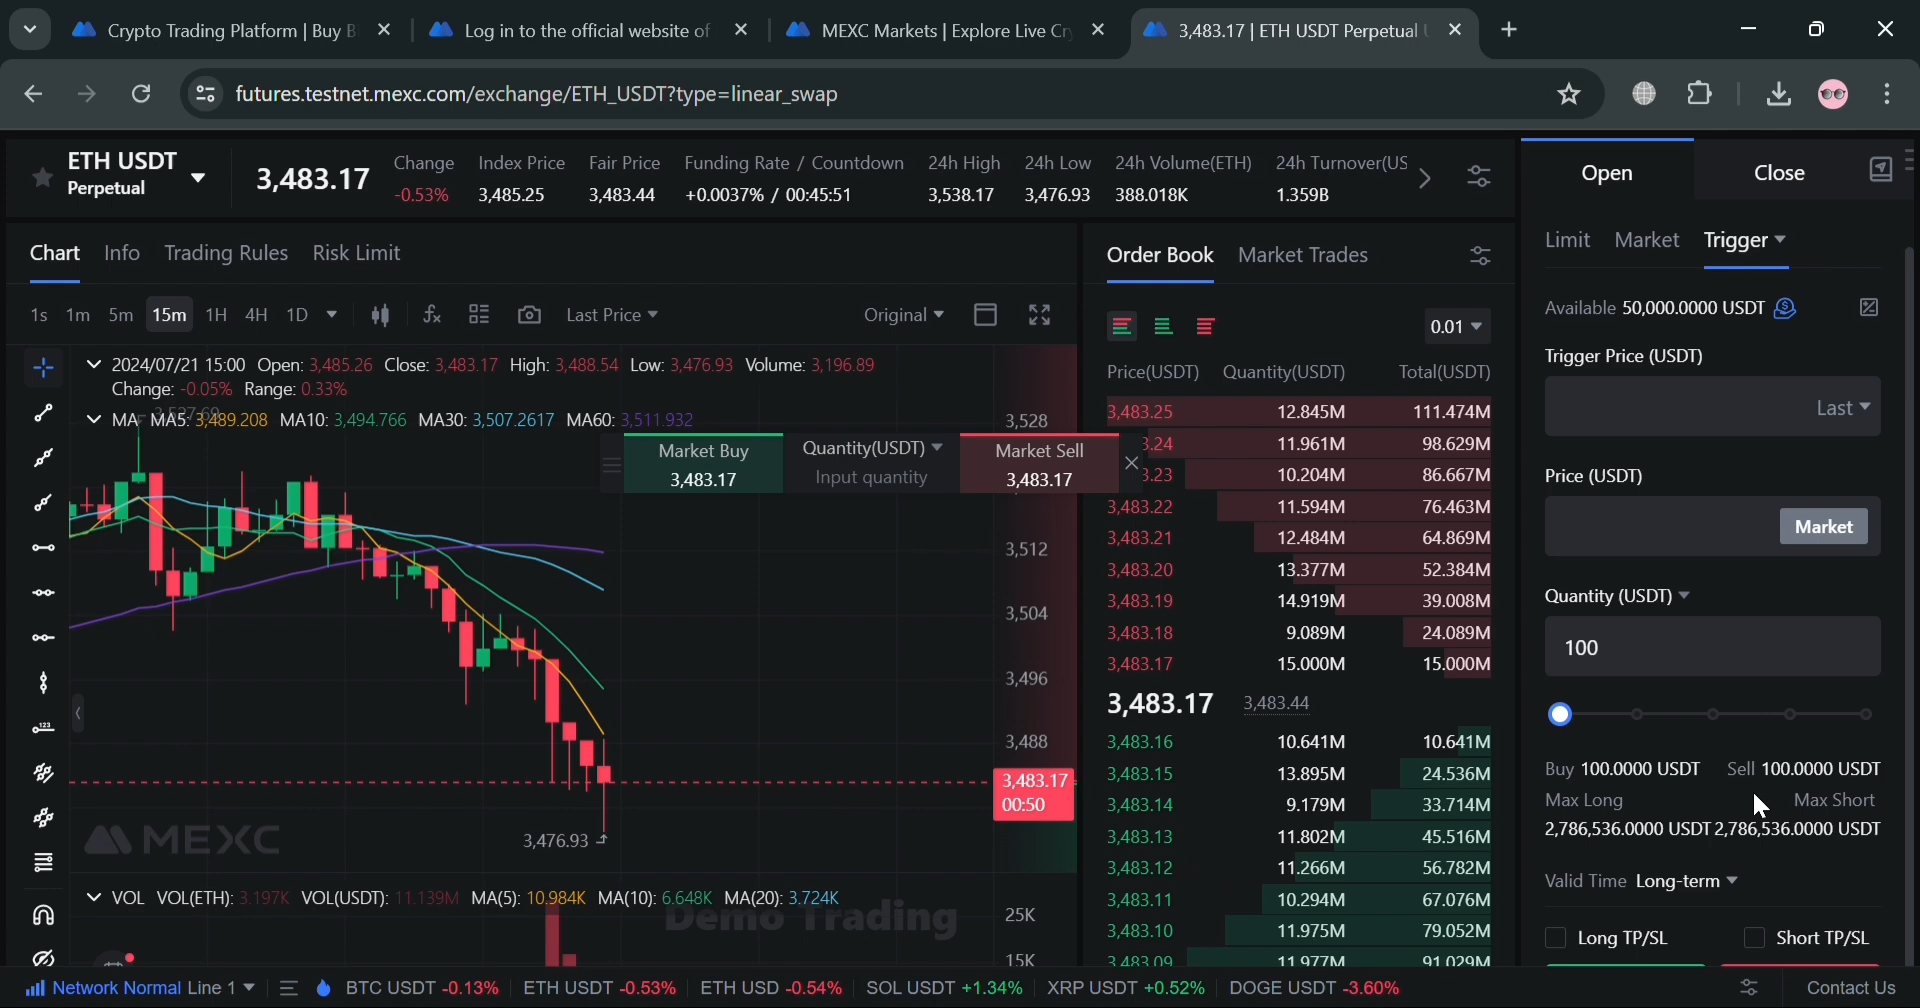 Crypto Trading Platform | Buy B
Log in to the official website of
MEXC Markets | Explore Live Cr
3,483.17 | ETH USDT Perpetual
futures.testnet.mexc.com/exchange/ETH_USDT?type=linear_swap
ETH USDT
Perpetual
3,483.17
Change
-0.53%
Index Price
3,485.25
Fair Price
3,483.44
Funding Rate / Countdown
+0.0037% / 00:45:51
24h High
3,538.17
24h Low
3,476.93
24h Volume(ETH)
388.018K
24h Turnover(US
1.359B
Chart Info Trading Rules Risk Limit
1s 1m 5m 15m 1H 4H 1D Last Price Original
2024/07/21 15:00 Open: 3,485.26 Close: 3,483.17 High: 3,488.54 Low: 3,476.93 Volume: 3,196.89
Change: -0.05% Range: 0.33%
MA MA5: 3,489.208 MA10: 3,494.766 MA30: 3,507.2617 MA60: 3,511.932
Market Buy
3,483.17
Quantity(USDT)
Input quantity
Market Sell
3,483.17
3,528
3,512
3,504
3,496
3,488
3,483.17
00:50
3,476.93
MEXC
VOL VOL(ETH): 3.197K VOL(USDT): 11.139M MA(5): 10.984K MA(10): 6.648K MA(20): 3.724K
Demo Trading
25K
15K
Order Book Market Trades
0.01
Price(USDT) Quantity(USDT) Total(USDT)
3,483.25 12.845M 111.474M
3.24 11.961M 98.629M
3.23 10.204M 86.667M
3,483.22 11.594M 76.463M
3,483.21 12.484M 64.869M
3,483.20 13.377M 52.384M
3,483.19 14.919M 39.008M
3,483.18 9.089M 24.089M
3,483.17 15.000M 15.000M
3,483.17 3,483.44
3,483.16 10.641M 10.641M
3,483.15 13.895M 24.536M
3,483.14 9.179M 33.714M
3,483.13 11.802M 45.516M
3,483.12 11.266M 56.782M
3,483.11 10.294M 67.076M
3,483.10 11.975M 79.052M
3,483.09 11.977M 91.029M
Open Close
Limit Market Trigger
Available 50,000.0000 USDT
Trigger Price (USDT)
Last
Price (USDT)
Market
Quantity (USDT)
100
Buy 100.0000 USDT Sell 100.0000 USDT
Max Long Max Short
2,786,536.0000 USDT 2,786,536.0000 USDT
Valid Time Long-term
Long TP/SL Short TP/SL
Network Normal Line 1 BTC USDT -0.13% ETH USDT -0.53% ETH USD -0.54% SOL USDT +1.34% XRP USDT +0.52% DOGE USDT -3.60% Contact Us